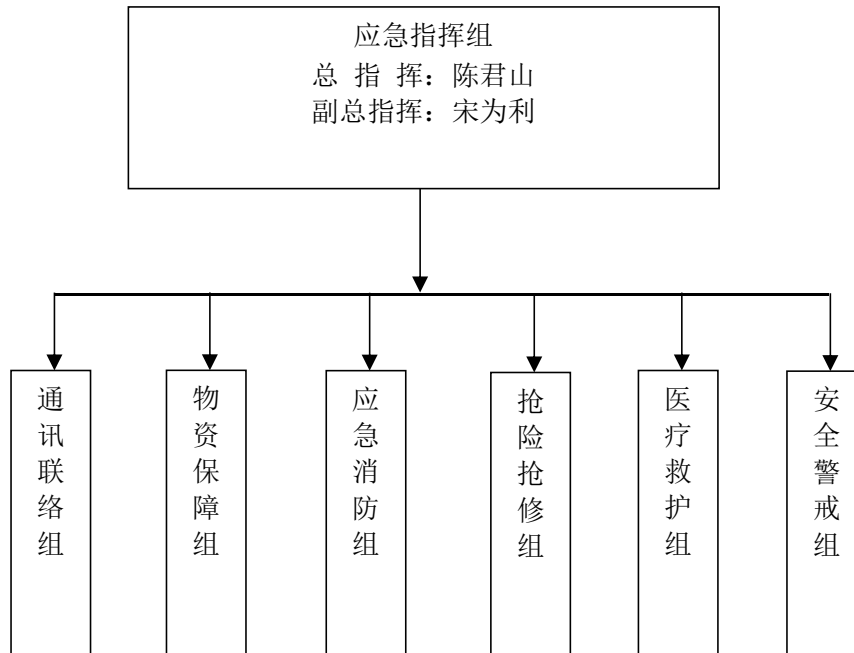 应急指挥组
总 指 挥：陈君山
副总指挥：宋为利
通讯联络组
物资保障组
应急消防组
抢险抢修组
医疗救护组
安全警戒组